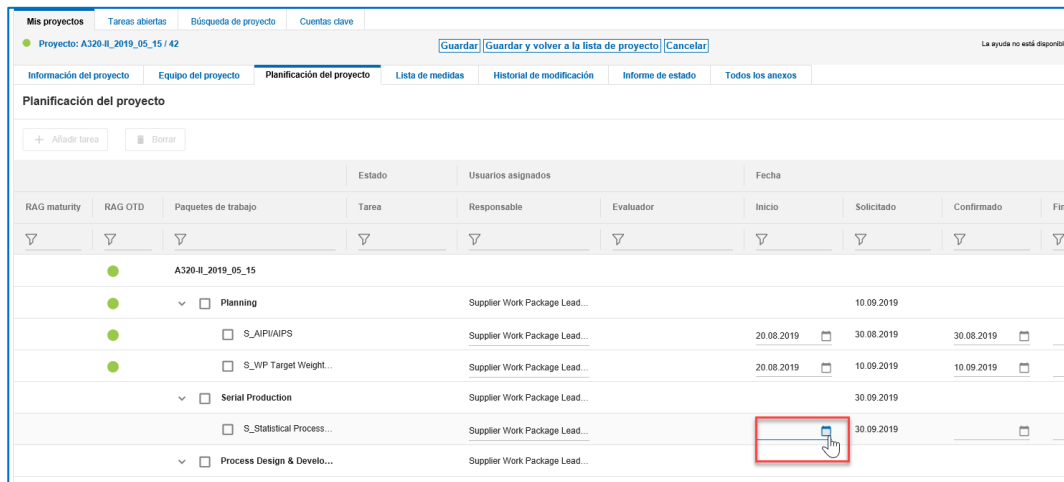 Mis proyectos Tareas abiertas Búsqueda de proyecto Cuentas clave
Proyecto: A320-II_2019_05_15 / 42 Guardar Guardar y volver a la lista de proyecto Cancelar La ayuda no está disponibl
Información del proyecto Equipo del proyecto Planificación del proyecto Lista de medidas Historial de modificación Informe de estado Todos los anexos
Planificación del proyecto
+ Añadir tarea Borrar
Estado Usuarios asignados Fecha
RAG maturity RAG OTD Paquetes de trabajo Tarea Responsable Evaluador Inicio Solicitado Confirmado Fin
A320-II_2019_05_15
Planning Supplier Work Package Lead... 10.09.2019
S_AIPI/AIPS Supplier Work Package Lead... 20.08.2019 30.08.2019 30.08.2019
S_WP Target Weight... Supplier Work Package Lead... 20.08.2019 10.09.2019 10.09.2019
Serial Production Supplier Work Package Lead... 30.09.2019
S_Statistical Process... Supplier Work Package Lead... 30.09.2019
Process Design & Develo... Supplier Work Package Lead...